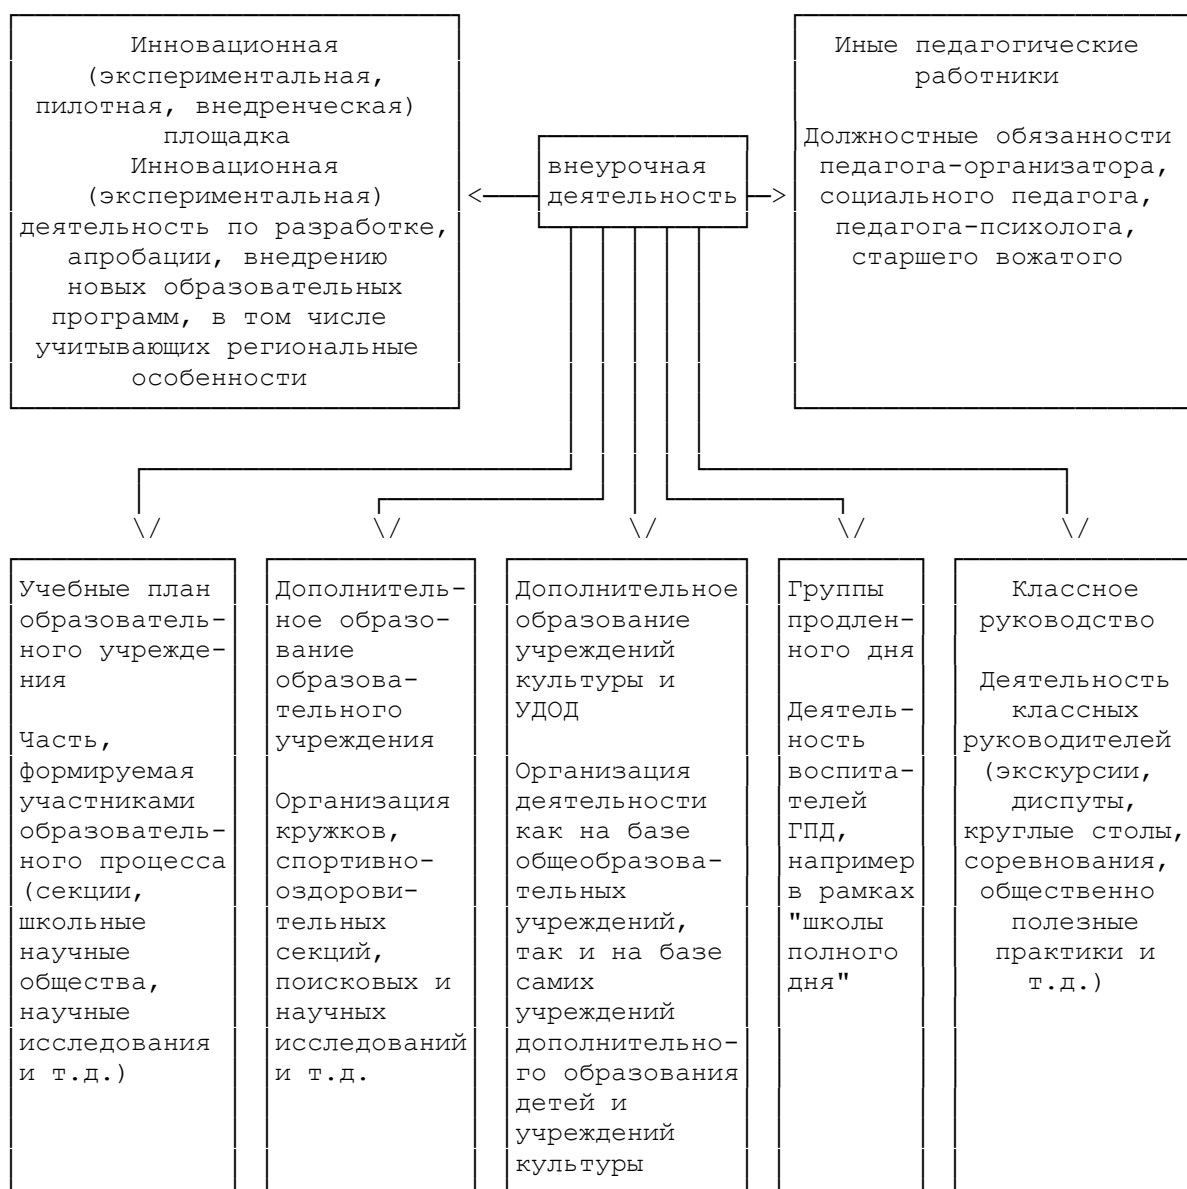 Инновационная
(экспериментальная,
пилотная, внедренческая)
площадка
Инновационная
(экспериментальная)
деятельность по разработке,
апробации, внедрению
новых образовательных
программ, в том числе
учитывающих региональные
особенности
внеурочная
деятельность
Иные педагогические
работники
Должностные обязанности
педагога-организатора,
социального педагога,
педагога-психолога,
старшего вожатого
Учебные план
образователь-
ного учрежде-
ния
Часть,
формируемая
участниками
образователь-
ного процесса
(секции,
школьные
научные
общества,
научные
исследования
и т.д.)
Дополнитель-
ное образо-
вание
образова-
тельного
учреждения
Организация
кружков,
спортивно-
оздорови-
тельных
секций,
поисковых и
научных
исследований
и т.д.
Дополнительное
образование
учреждений
культуры и
УДОД
Организация
деятельности
как на базе
общеобразова-
тельных
учреждений,
так и на базе
самих
учреждений
дополнительно-
го образования
детей и
учреждений
культуры
Группы
продлен-
ного дня
Деятель-
ность
воспита-
телей
ГПД,
например
в рамках
"школы
полного
дня"
Классное
руководство
Деятельность
классных
руководителей
(экскурсии,
диспуты,
круглые столы,
соревнования,
общественно
полезные
практики и
т.д.)